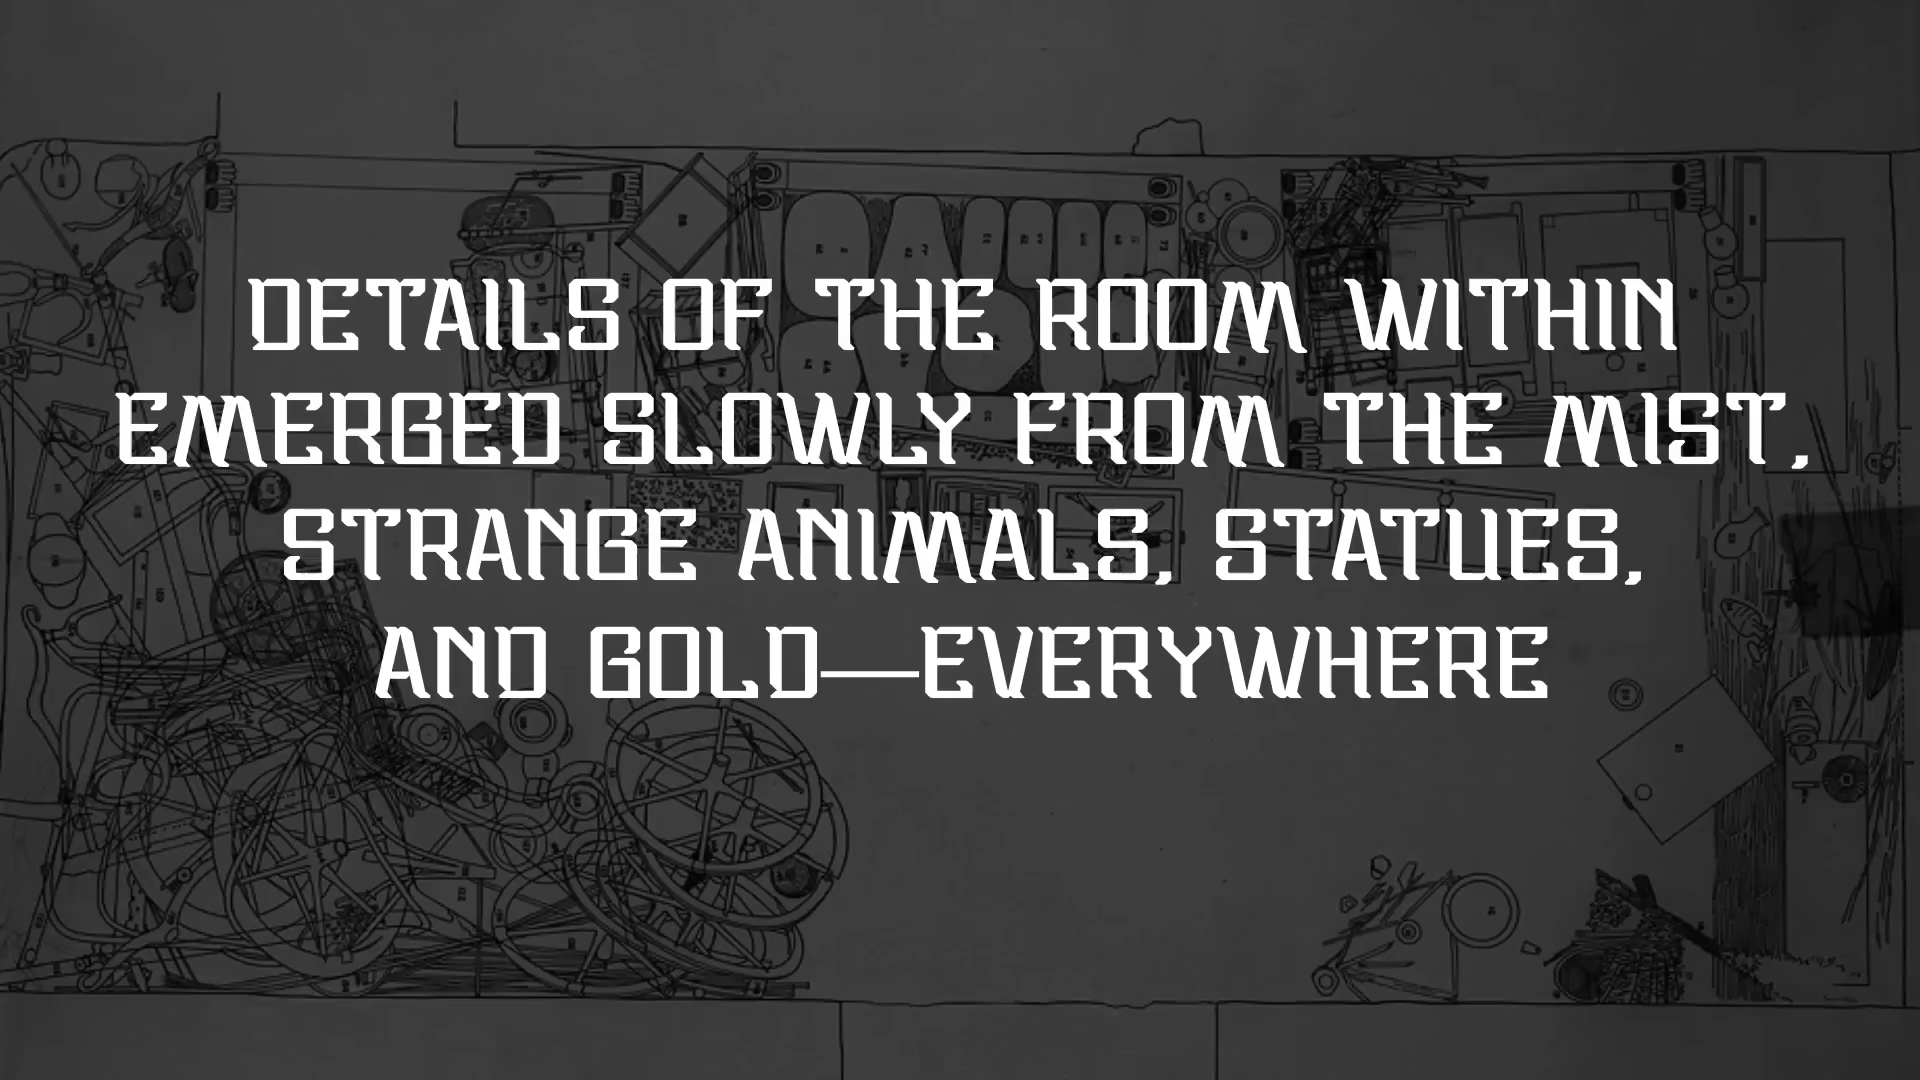 DETAILS OF THE ROOM WITHIN
EMERGED SLOWLY FROM THE MIST,
STRANGE ANIMALS, STATUES,
AND GOLD—EVERYWHERE